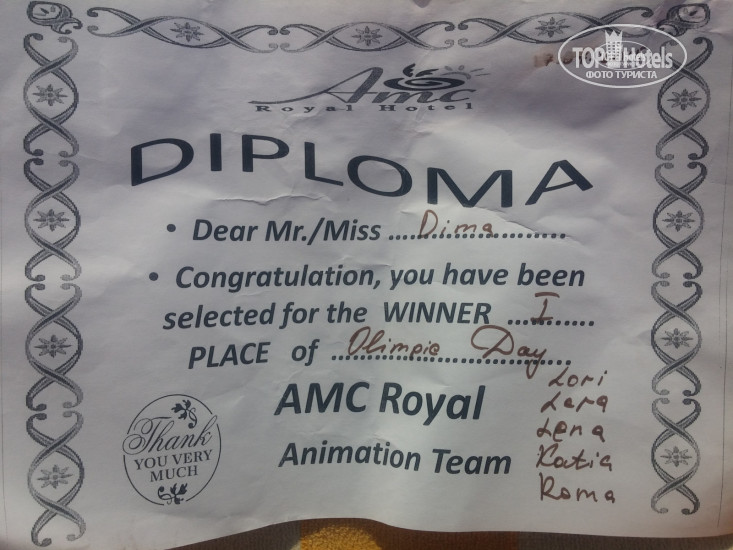 TOP Hotels
ФОТО ТУРИСТА
Amc
Royal Hotel
DIPLOMA
• Dear Mr./Miss .... Dima ..........
• Congratulation, you have been
selected for the WINNER ... I ......
PLACE of ... Olimpic Day ....
AMC Royal
Animation Team
Lori
Lera
Lena
Katia
Roma
Thank
YOU VERY
MUCH